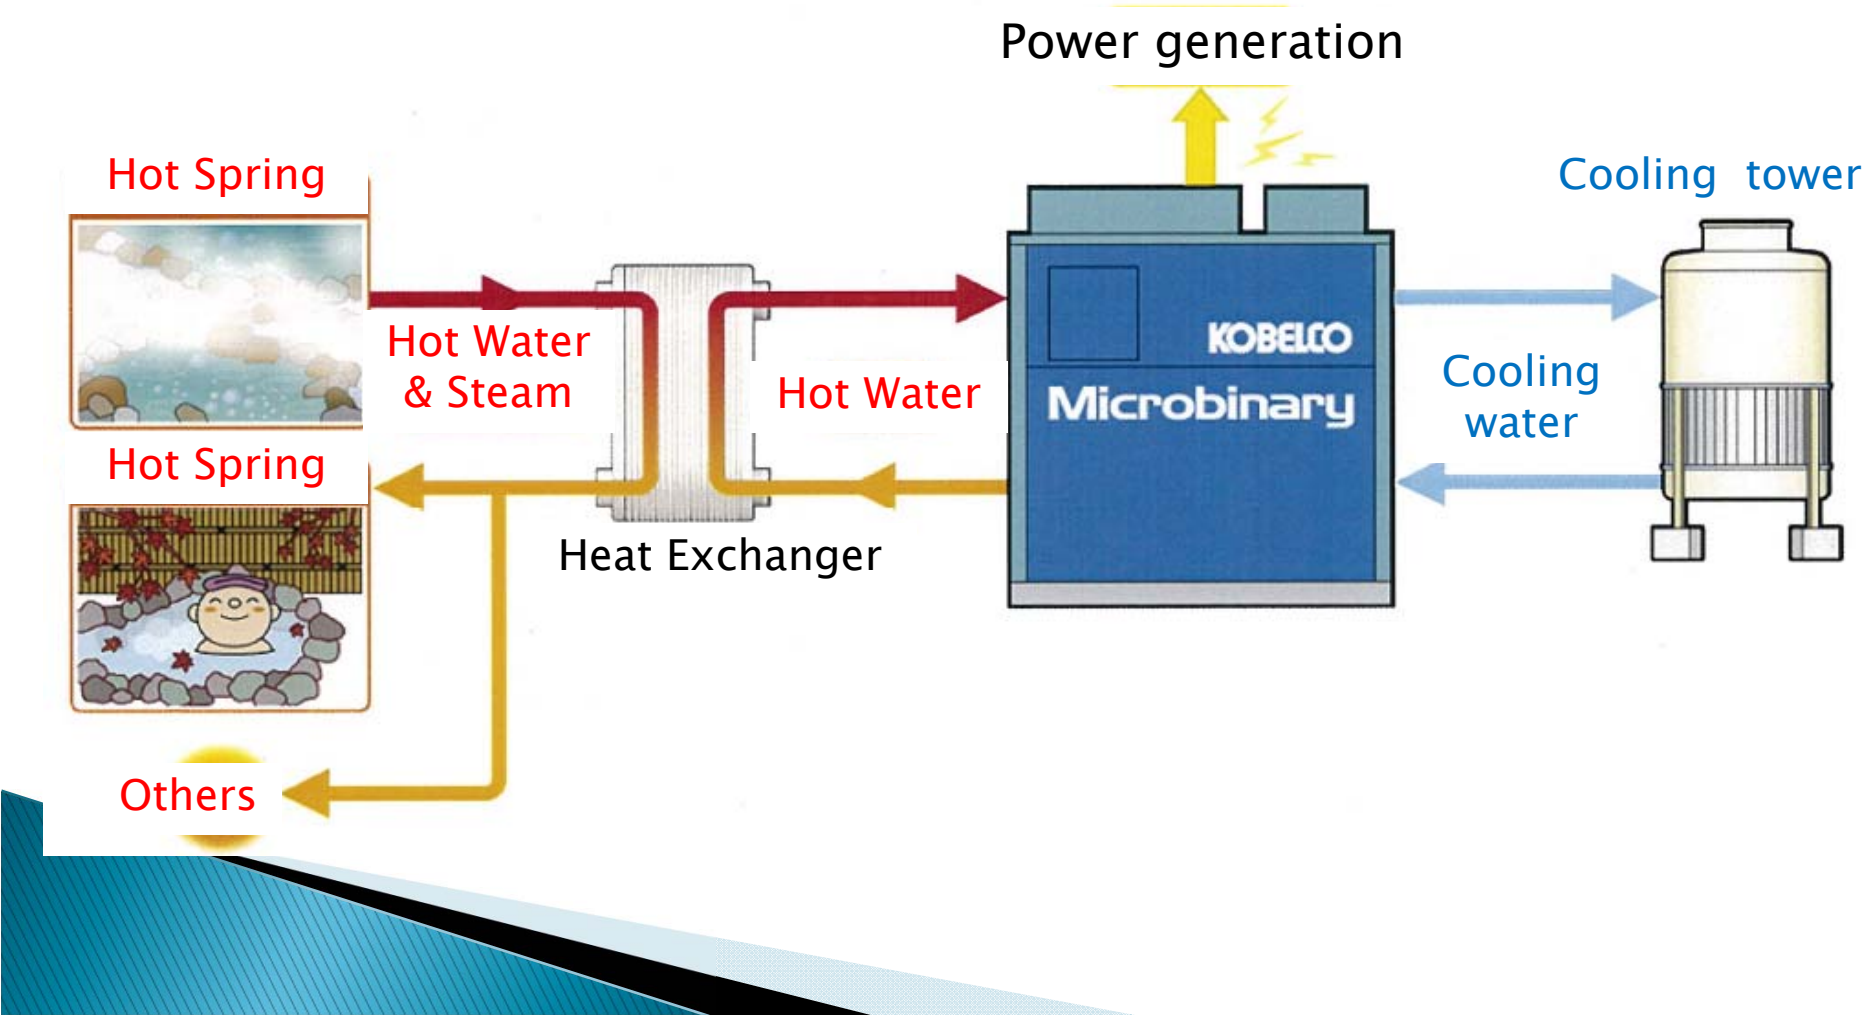 Power generation
Hot Spring
Cooling tower
Hot Water
& Steam
Hot Water
KOBELCO
Microbinary
Cooling
water
Hot Spring
Heat Exchanger
Others